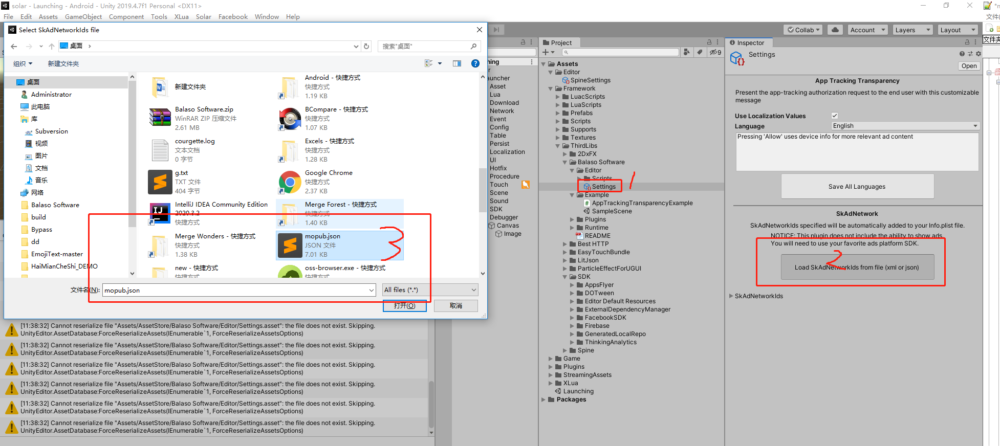 solar - Launching - Android - Unity 2019.4.7f1 Personal <DX11>
File Edit Assets GameObject Component Tools XLua Solar Facebook Window Help
文件(
Select SkAdNetworkIds file
桌面
搜索"桌面"
组织
新建文件夹
桌面
Administrator
此电脑
库
Subversion
视频
图片
文档
音乐
网络
Balaso Software
build
Bypass
dd
EmojiText-master
HaiMianCheShi_DEMO
新建文件夹
Balaso Software.zip
WinRAR ZIP 压缩文件
2.61 MB
courgette.log
文本文档
0 字节
g.txt
TXT 文件
404 字节
IntelliJ IDEA Community Edition
2020.3.2
快捷方式
Merge Wonders - 快捷方式
1.38 KB
new - 快捷方式
快捷方式
Android - 快捷方式
快捷方式
1.19 KB
BCompare - 快捷方式
快捷方式
1.07 KB
Excels - 快捷方式
快捷方式
1.28 KB
Google Chrome
快捷方式
2.37 KB
Merge Forest - 快捷方式
快捷方式
1.40 KB
mopub.json
JSON 文件
7.01 KB
3
oss-browser.exe - 快捷方式
快捷方式
文件名(N):
mopub.json
All files (*.*)
打开(O)
取消
[11:38:32] Cannot reserialize file "Assets/AssetStore/Balaso Software/Editor/Settings.asset": the file does not exist. Skipping.
UnityEditor.AssetDatabase:ForceReserializeAssets(IEnumerable`1, ForceReserializeAssetsOptions)
[11:38:32] Cannot reserialize file "Assets/AssetStore/Balaso Software/Editor/Settings.asset": the file does not exist. Skipping.
UnityEditor.AssetDatabase:ForceReserializeAssets(IEnumerable`1, ForceReserializeAssetsOptions)
[11:38:32] Cannot reserialize file "Assets/AssetStore/Balaso Software/Editor/Settings.asset": the file does not exist. Skipping.
UnityEditor.AssetDatabase:ForceReserializeAssets(IEnumerable`1, ForceReserializeAssetsOptions)
[11:38:32] Cannot reserialize file "Assets/AssetStore/Balaso Software/Editor/Settings.asset": the file does not exist. Skipping.
UnityEditor.AssetDatabase:ForceReserializeAssets(IEnumerable`1, ForceReserializeAssetsOptions)
[11:38:32] Cannot reserialize file "Assets/AssetStore/Balaso Software/Editor/Settings.asset": the file does not exist. Skipping.
UnityEditor.AssetDatabase:ForceReserializeAssets(IEnumerable`1, ForceReserializeAssetsOptions)
[11:38:32] Cannot reserialize file "Assets/AssetStore/Balaso Software/Editor/Settings.asset": the file does not exist. Skipping.
UnityEditor.AssetDatabase:ForceReserializeAssets(IEnumerable`1, ForceReserializeAssetsOptions)
hing
r
auncher
Asset
Lua
Download
Network
Event
Config
Table
Persist
Localization
UI
Hotfix
Procedure
Touch
Scene
Sound
SDK
Debugger
Canvas
Image
Collab
Account
Layers
Layout
Project
9
Assets
Editor
SpineSettings
Framework
LuacScripts
LuaScripts
Prefabs
Scripts
Supports
Textures
ThirdLibs
2DxFX
Balaso Software
Editor
Scripts
Settings
1
Example
AppTrackingTransparencyExample
SampleScene
Plugins
Runtime
README
Best HTTP
EasyTouchBundle
LitJson
ParticleEffectForUGUI
SDK
AppsFlyer
DOTween
Editor Default Resources
ExternalDependencyManager
FacebookSDK
Firebase
GeneratedLocalRepo
ThinkingAnalytics
Spine
Game
Plugins
StreamingAssets
XLua
Launching
Packages
Inspector
Settings
Open
App Tracking Transparency
Present the app-tracking authorization request to the end user with this customizable
message
Use Localization Values
Language
English
Pressing 'Allow' uses device info for more relevant ad content
Save All Languages
SkAdNetwork
SkAdNetworkIds specified will be automatically added to your Info.plist file.
NOTICE: This plugin does not include the ability to show ads.
You will need to use your favorite ads platform SDK.
2
Load SkAdNetworkIds from file (xml or json)
SkAdNetworkIds
文件夹